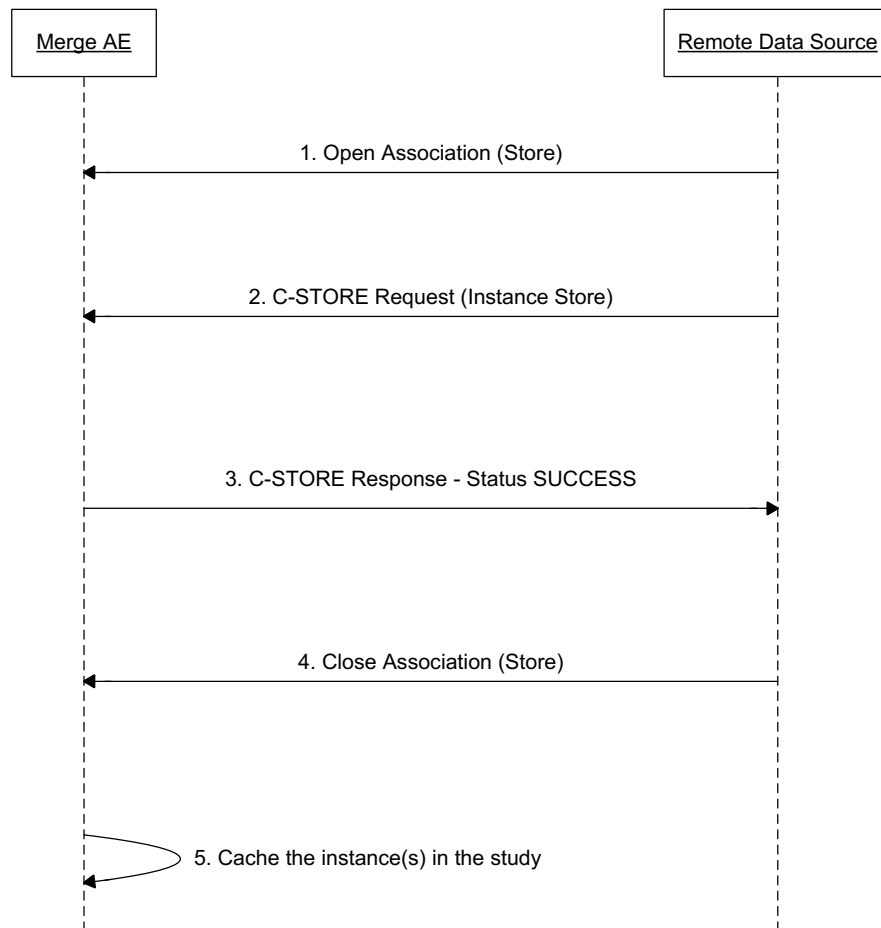 Merge AE
Remote Data Source
1. Open Association (Store)
2. C-STORE Request (Instance Store)
3. C-STORE Response - Status SUCCESS
4. Close Association (Store)
5. Cache the instance(s) in the study